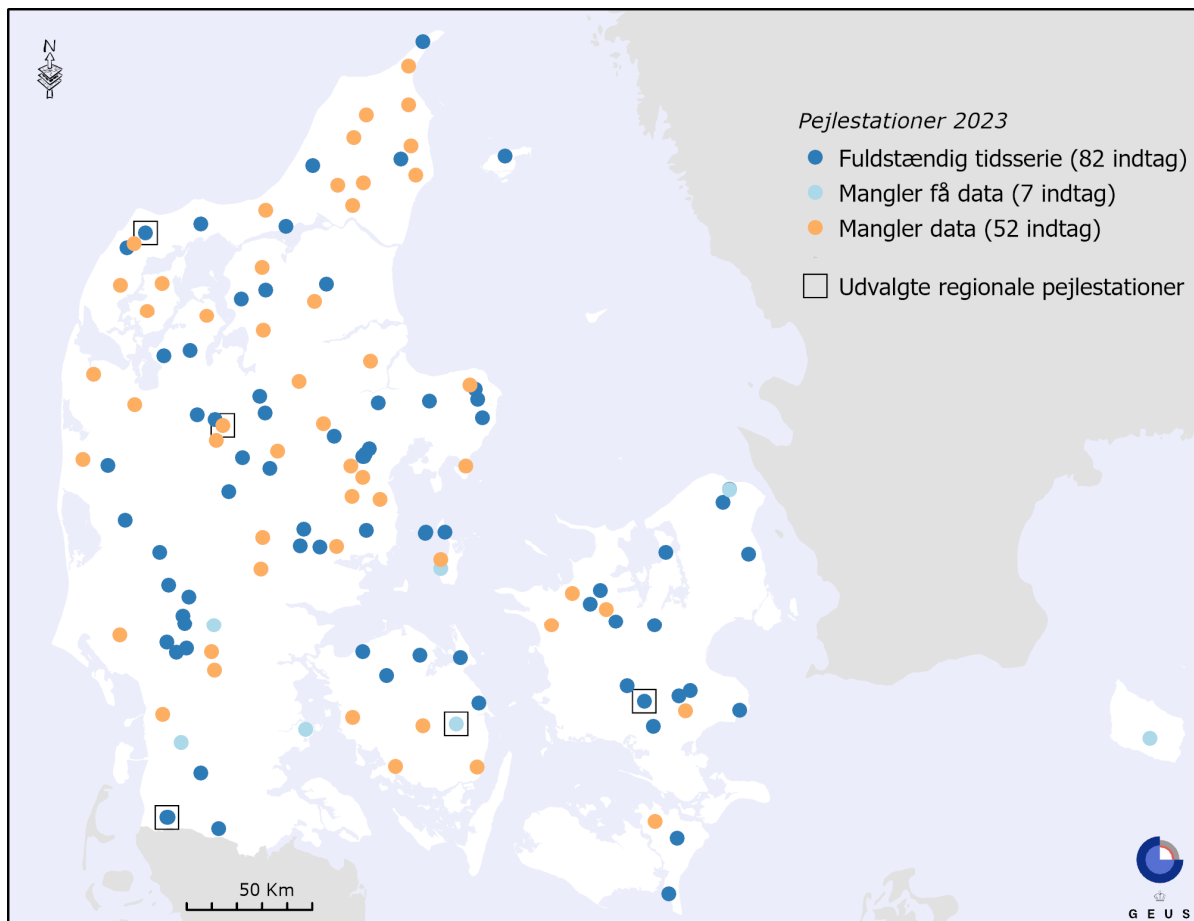 N
Pejlestationer 2023
Fuldstændig tidsserie (82 indtag)
Mangler få data (7 indtag)
Mangler data (52 indtag)
Udvalgte regionale pejlestationer
50 Km
G E U S